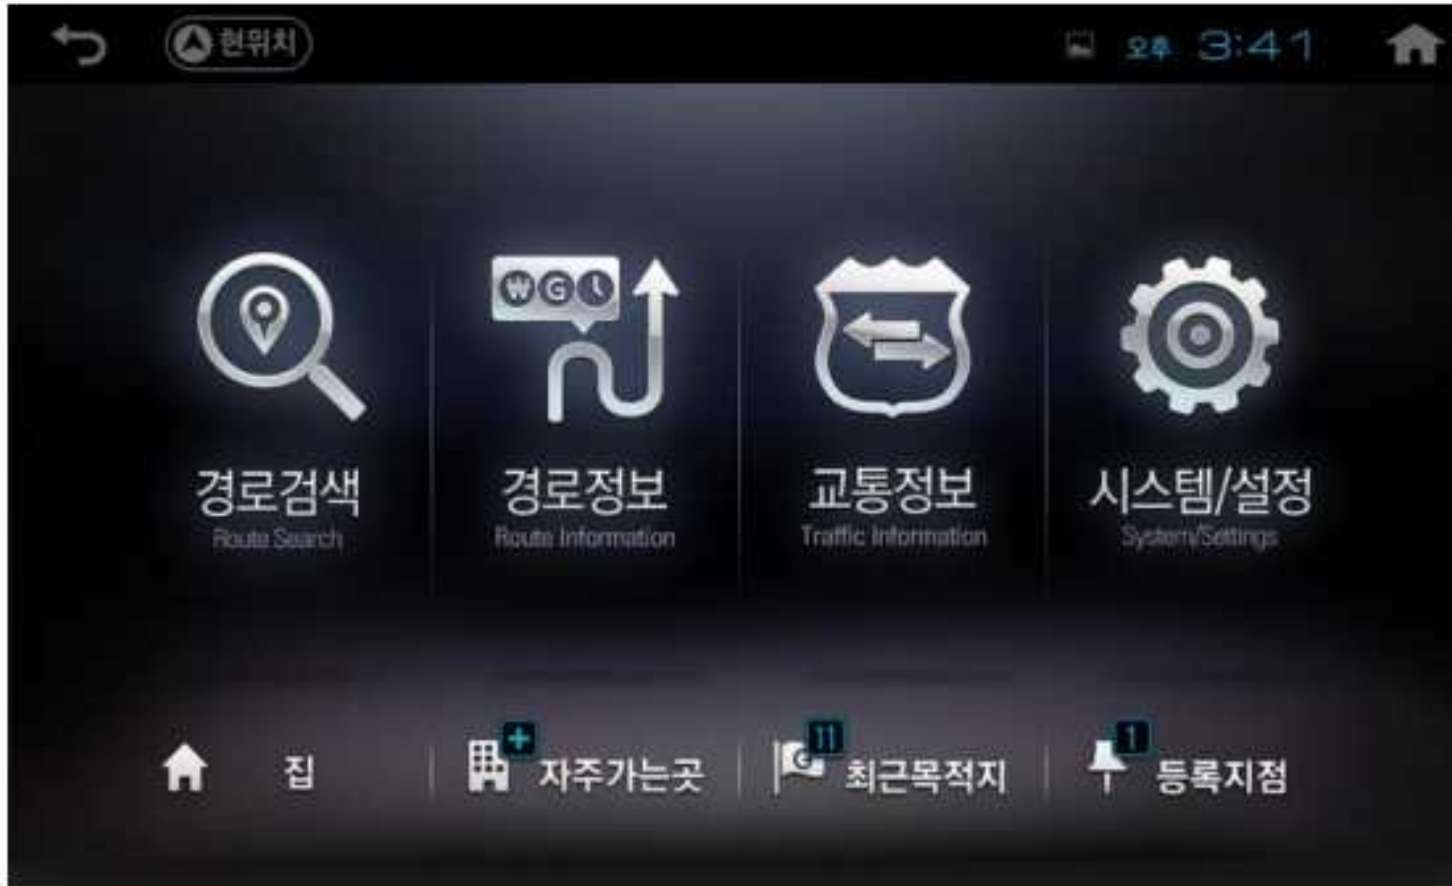 현위치
오후 3:41
W G
경로검색
Route Search
경로정보
Route Information
교통정보
Traffic Information
시스템/설정
System/Settings
집
+
자주가는곳
11
G
최근목적지
1
등록지점